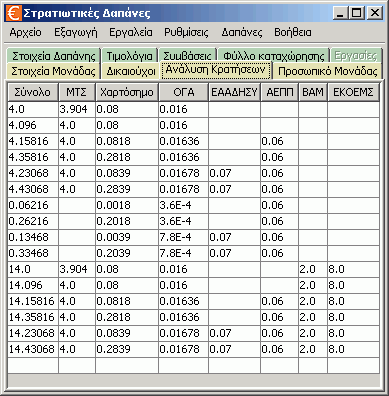 € Στρατιωτικές Δαπάνες
Αρχείο Εξαγωγή Εργαλεία Ρυθμίσεις Δαπάνες Βοήθεια
Στοιχεία Δαπάνης Τιμολόγια Συμβάσεις Φύλλο καταχώρησης Εργασίες
Στοιχεία Μονάδας Δικαιούχοι Ανάλυση Κρατήσεων Προσωπικό Μονάδας
Σύνολο ΜΤΣ Χαρτόσημο ΟΓΑ ΕΑΑΔΗΣΥ ΑΕΠΠ ΒΑΜ ΕΚΟΕΜΣ
4.0 3.904 0.08 0.016
4.096 4.0 0.08 0.016
4.15816 4.0 0.0818 0.01636 0.06
4.35816 4.0 0.2818 0.01636 0.06
4.23068 4.0 0.0839 0.01678 0.07 0.06
4.43068 4.0 0.2839 0.01678 0.07 0.06
0.06216 0.0018 3.6E-4 0.06
0.26216 0.2018 3.6E-4 0.06
0.13468 0.0039 7.8E-4 0.07 0.06
0.33468 0.2039 7.8E-4 0.07 0.06
14.0 3.904 0.08 0.016 2.0 8.0
14.096 4.0 0.08 0.016 2.0 8.0
14.15816 4.0 0.0818 0.01636 0.06 2.0 8.0
14.35816 4.0 0.2818 0.01636 0.06 2.0 8.0
14.23068 4.0 0.0839 0.01678 0.07 0.06 2.0 8.0
14.43068 4.0 0.2839 0.01678 0.07 0.06 2.0 8.0